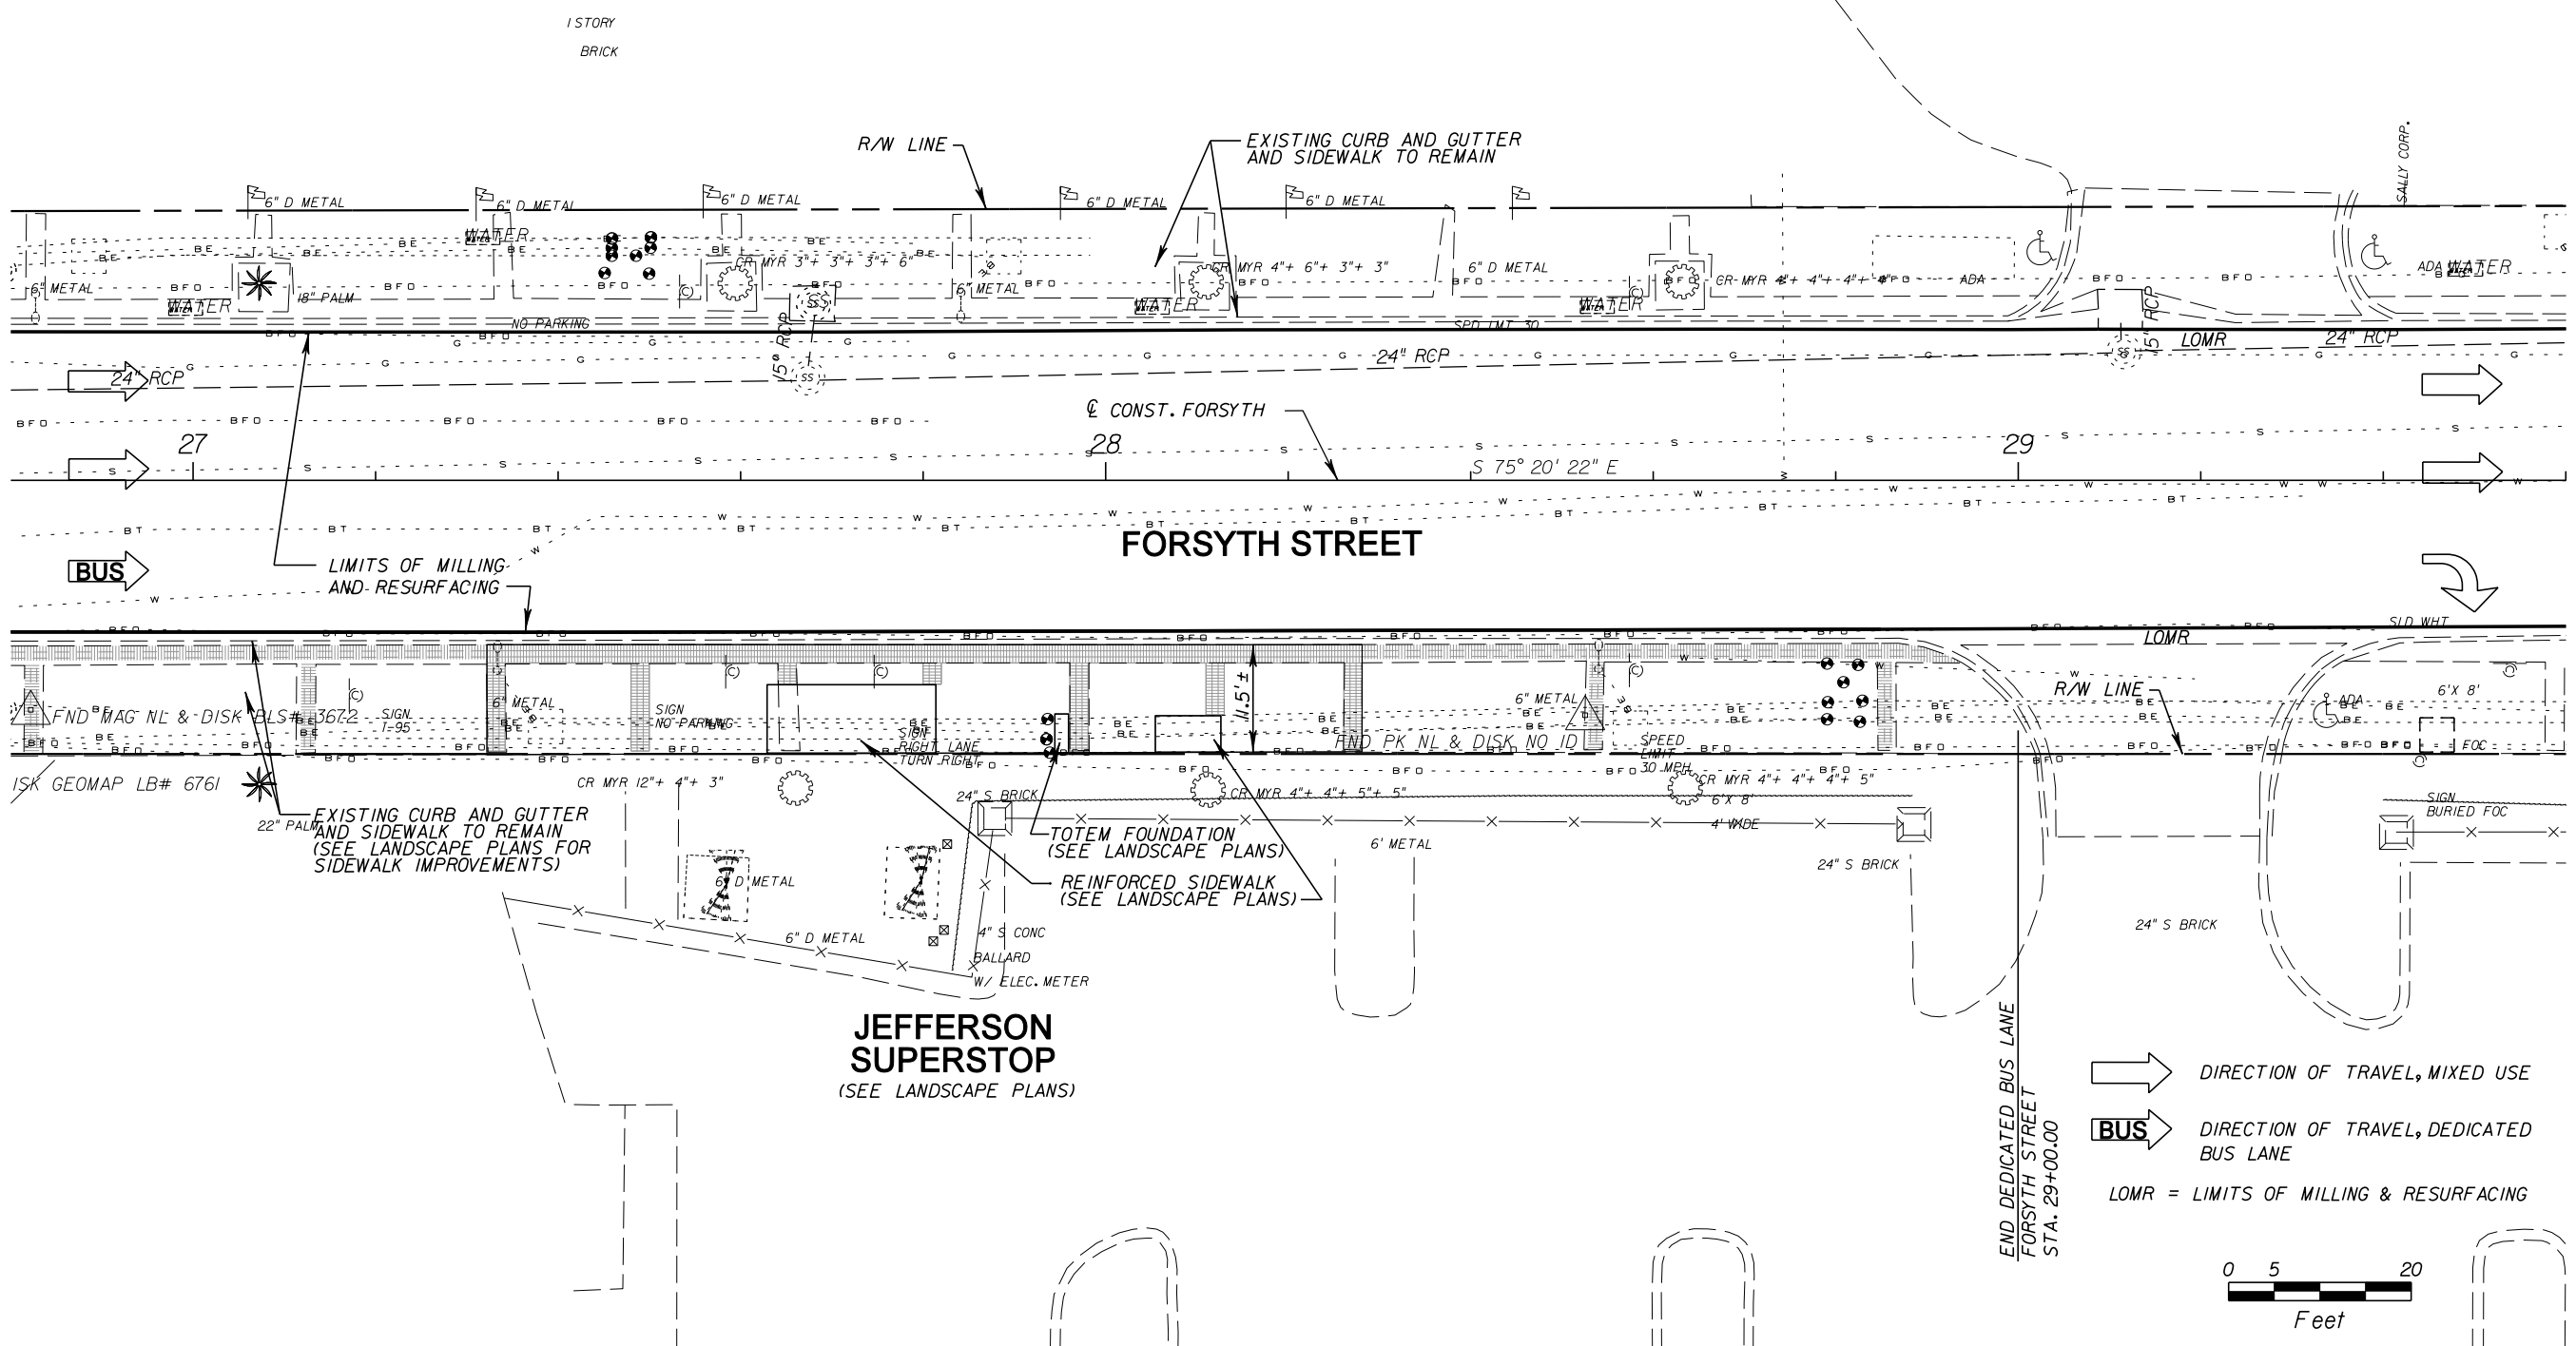 1 STORY
BRICK
R/W LINE
EXISTING CURB AND GUTTER
AND SIDEWALK TO REMAIN
SALLY CORP.
6" D METAL
6" D METAL
6" D METAL
6" D METAL
6" D METAL
WATER
CR MYR 3"+ 3"+ 3"+ 6"
CR MYR 4"+ 6"+ 3"+ 3"
6" D METAL
CR-MYR 4"+ 4"+ 4"+ 4"
ADA
ADA
WATER
6" METAL
18" PALM
WATER
6" METAL
WATER
WATER
NO PARKING
SPD LMT 30
15" RCP
15" RCP
LOMR
24" RCP
24" RCP
24" RCP
℄ CONST. FORSYTH
27
28
29
S 75° 20' 22" E
FORSYTH STREET
BUS
LIMITS OF MILLING
AND RESURFACING
SLD WHT
LOMR
R/W LINE
11.5'±
6" METAL
6" METAL
FND MAG NL & DISK BLS# 3672
SIGN
I-95
SIGN
NO PARKING
SIGN
RIGHT LANE
TURN RIGHT
FND PK NL & DISK NO ID
SPEED
LIMIT
30 MPH
ADA
6'X 8'
FOC
ISK GEOMAP LB# 6761
CR MYR 12"+ 4"+ 3"
24" S BRICK
CR MYR 4"+ 4"+ 5"+ 5"
CR MYR 4"+ 4"+ 4"+ 5"
6'X 8'
4' WIDE
SIGN
BURIED FOC
22" PALM
EXISTING CURB AND GUTTER
AND SIDEWALK TO REMAIN
(SEE LANDSCAPE PLANS FOR
SIDEWALK IMPROVEMENTS)
TOTEM FOUNDATION
(SEE LANDSCAPE PLANS)
REINFORCED SIDEWALK
(SEE LANDSCAPE PLANS)
6' METAL
24" S BRICK
24" S BRICK
6" D METAL
6" D METAL
4" S CONC
BALLARD
W/ ELEC. METER
JEFFERSON
SUPERSTOP
(SEE LANDSCAPE PLANS)
END DEDICATED BUS LANE
FORSYTH STREET
STA. 29+00.00
DIRECTION OF TRAVEL, MIXED USE
BUS
DIRECTION OF TRAVEL, DEDICATED
BUS LANE
LOMR = LIMITS OF MILLING & RESURFACING
0 5 20
Feet